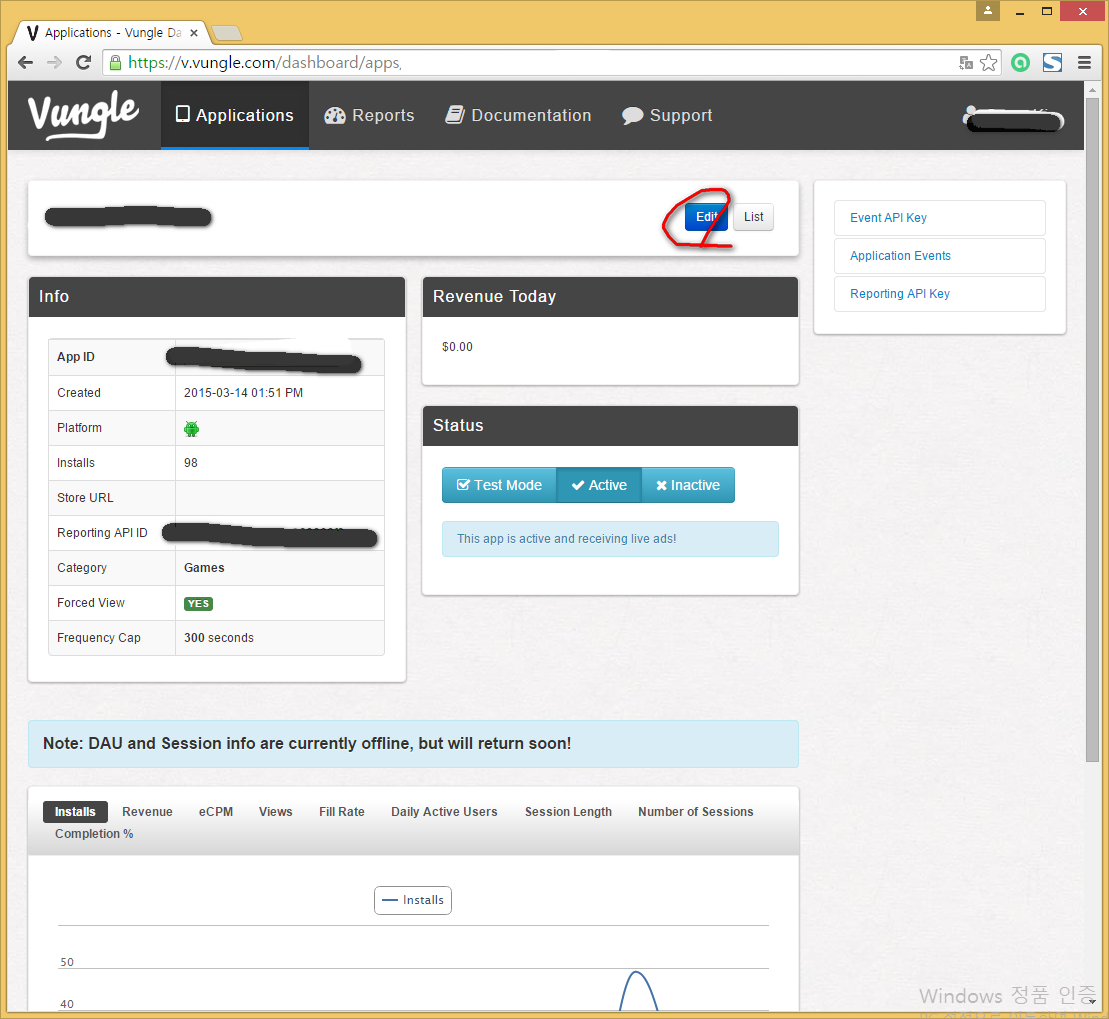 Applications - Vungle Da
https://v.vungle.com/dashboard/apps
Vungle
Applications
Reports
Documentation
Support
Edit
List
2
Event API Key
Application Events
Reporting API Key
Info
App ID
Created 2015-03-14 01:51 PM
Platform
Installs 98
Store URL
Reporting API ID
Category Games
Forced View YES
Frequency Cap 300 seconds
Revenue Today
$0.00
Status
Test Mode
Active
Inactive
This app is active and receiving live ads!
Note: DAU and Session info are currently offline, but will return soon!
Installs Revenue eCPM Views Fill Rate Daily Active Users Session Length Number of Sessions
Completion %
Installs
50
40
Windows 정품 인증